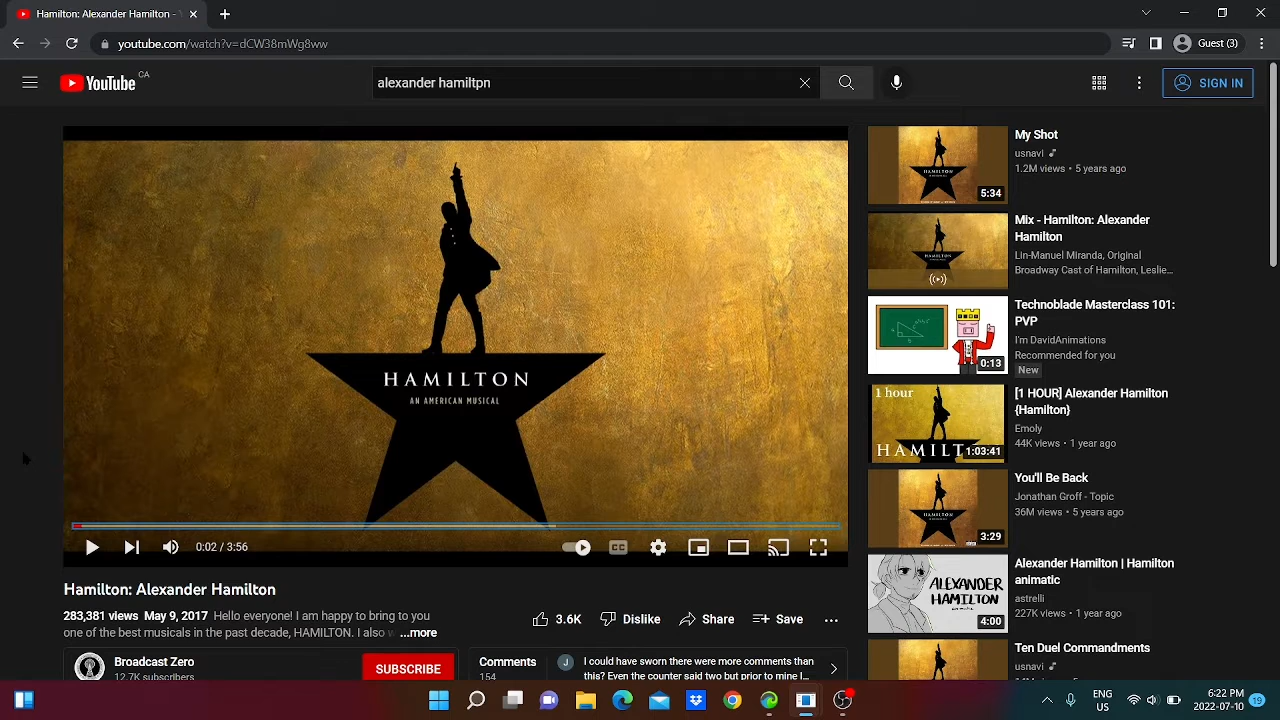 Hamilton: Alexander Hamilton -
youtube.com/watch?v=dCW38mWg8ww
Guest (3)
YouTube CA
alexander hamiltpn
SIGN IN
HAMILTON
AN AMERICAN MUSICAL
0:02 / 3:56
CC
Hamilton: Alexander Hamilton
283,381 views May 9, 2017 Hello everyone! I am happy to bring to you
one of the best musicals in the past decade, HAMILTON. I also ...more
3.6K
Dislike
Share
Save
Broadcast Zero
12.7K subscribers
SUBSCRIBE
Comments
154
J
I could have sworn there were more comments than
this? Even the counter said two but prior to mine I...
HAMILTON
5:34
My Shot
usnavi
1.2M views • 5 years ago
HAMILTON
Mix - Hamilton: Alexander
Hamilton
Lin-Manuel Miranda, Original
Broadway Cast of Hamilton, Leslie...
0:13
Technoblade Masterclass 101:
PVP
I'm DavidAnimations
Recommended for you
New
1 hour
HAMILT
1:03:41
[1 HOUR] Alexander Hamilton
{Hamilton}
Emoly
44K views • 1 year ago
HAMILTON
3:29
You'll Be Back
Jonathan Groff - Topic
36M views • 5 years ago
ALEXANDER
HAMILTON
4:00
Alexander Hamilton | Hamilton
animatic
astrelli
227K views • 1 year ago
Ten Duel Commandments
usnavi
ENG
US
6:22 PM
2022-07-10
19